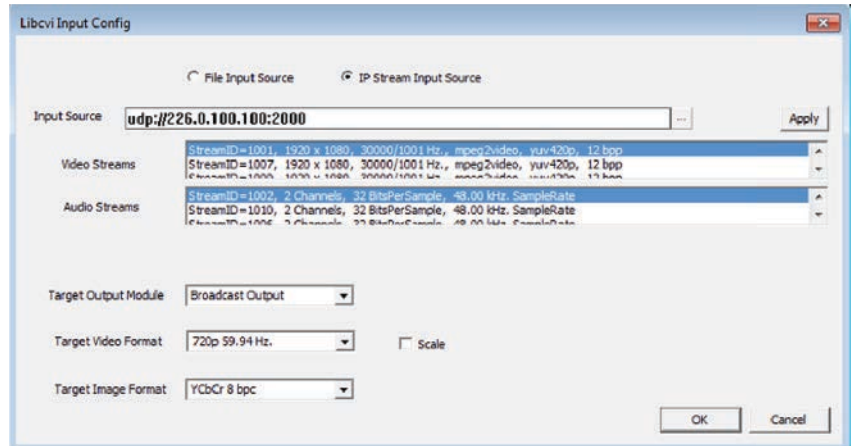 Libcvi Input Config
File Input Source
IP Stream Input Source
Input Source
udp://226.0.100.100:2000
...
Apply
Video Streams
StreamID=1001, 1920 x 1080, 30000/1001 Hz., mpeg2video, yuv420p, 12 bpp
StreamID=1007, 1920 x 1080, 30000/1001 Hz., mpeg2video, yuv420p, 12 bpp
Audio Streams
StreamID=1002, 2 Channels, 32 BitsPerSample, 48.00 kHz. SampleRate
StreamID=1010, 2 Channels, 32 BitsPerSample, 48.00 kHz. SampleRate
Target Output Module
Broadcast Output
Target Video Format
720p 59.94 Hz.
Scale
Target Image Format
YCbCr 8 bpc
OK
Cancel